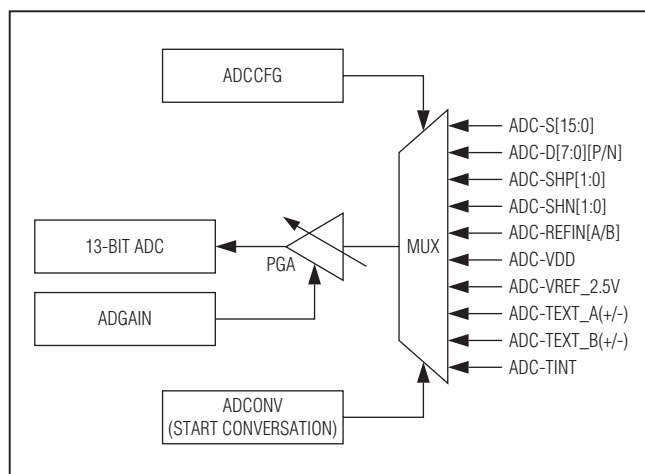 ADCCFG
ADC-S[15:0]
ADC-D[7:0][P/N]
ADC-SHP[1:0]
ADC-SHN[1:0]
ADC-REFIN[A/B]
ADC-VDD
ADC-VREF_2.5V
ADC-TEXT_A(+/-)
ADC-TEXT_B(+/-)
ADC-TINT
MUX
13-BIT ADC
PGA
ADGAIN
ADCONV
(START CONVERSATION)